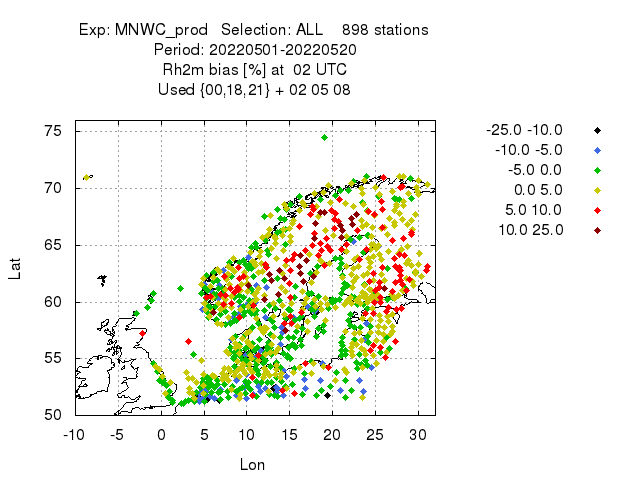 Exp: MNWC_prod   Selection: ALL    898 stations
Period: 20220501-20220520
Rh2m bias [%] at  02 UTC
Used {00,18,21} + 02 05 08
-25.0 -10.0
-10.0 -5.0
-5.0 0.0
0.0 5.0
5.0 10.0
10.0 25.0
75
70
65
60
55
50
Lat
-10 -5 0 5 10 15 20 25 30
Lon